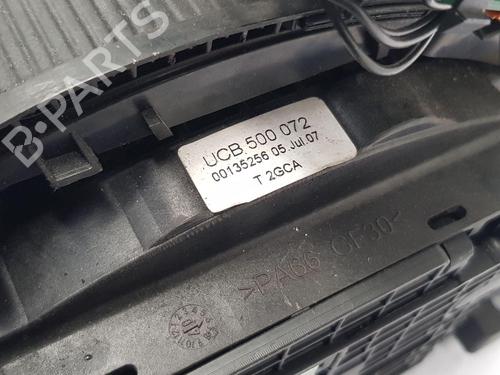 B-PARTS
UCB 500 072
00135256 05.Jul.07
T 2GCA
>PA66 GF30<